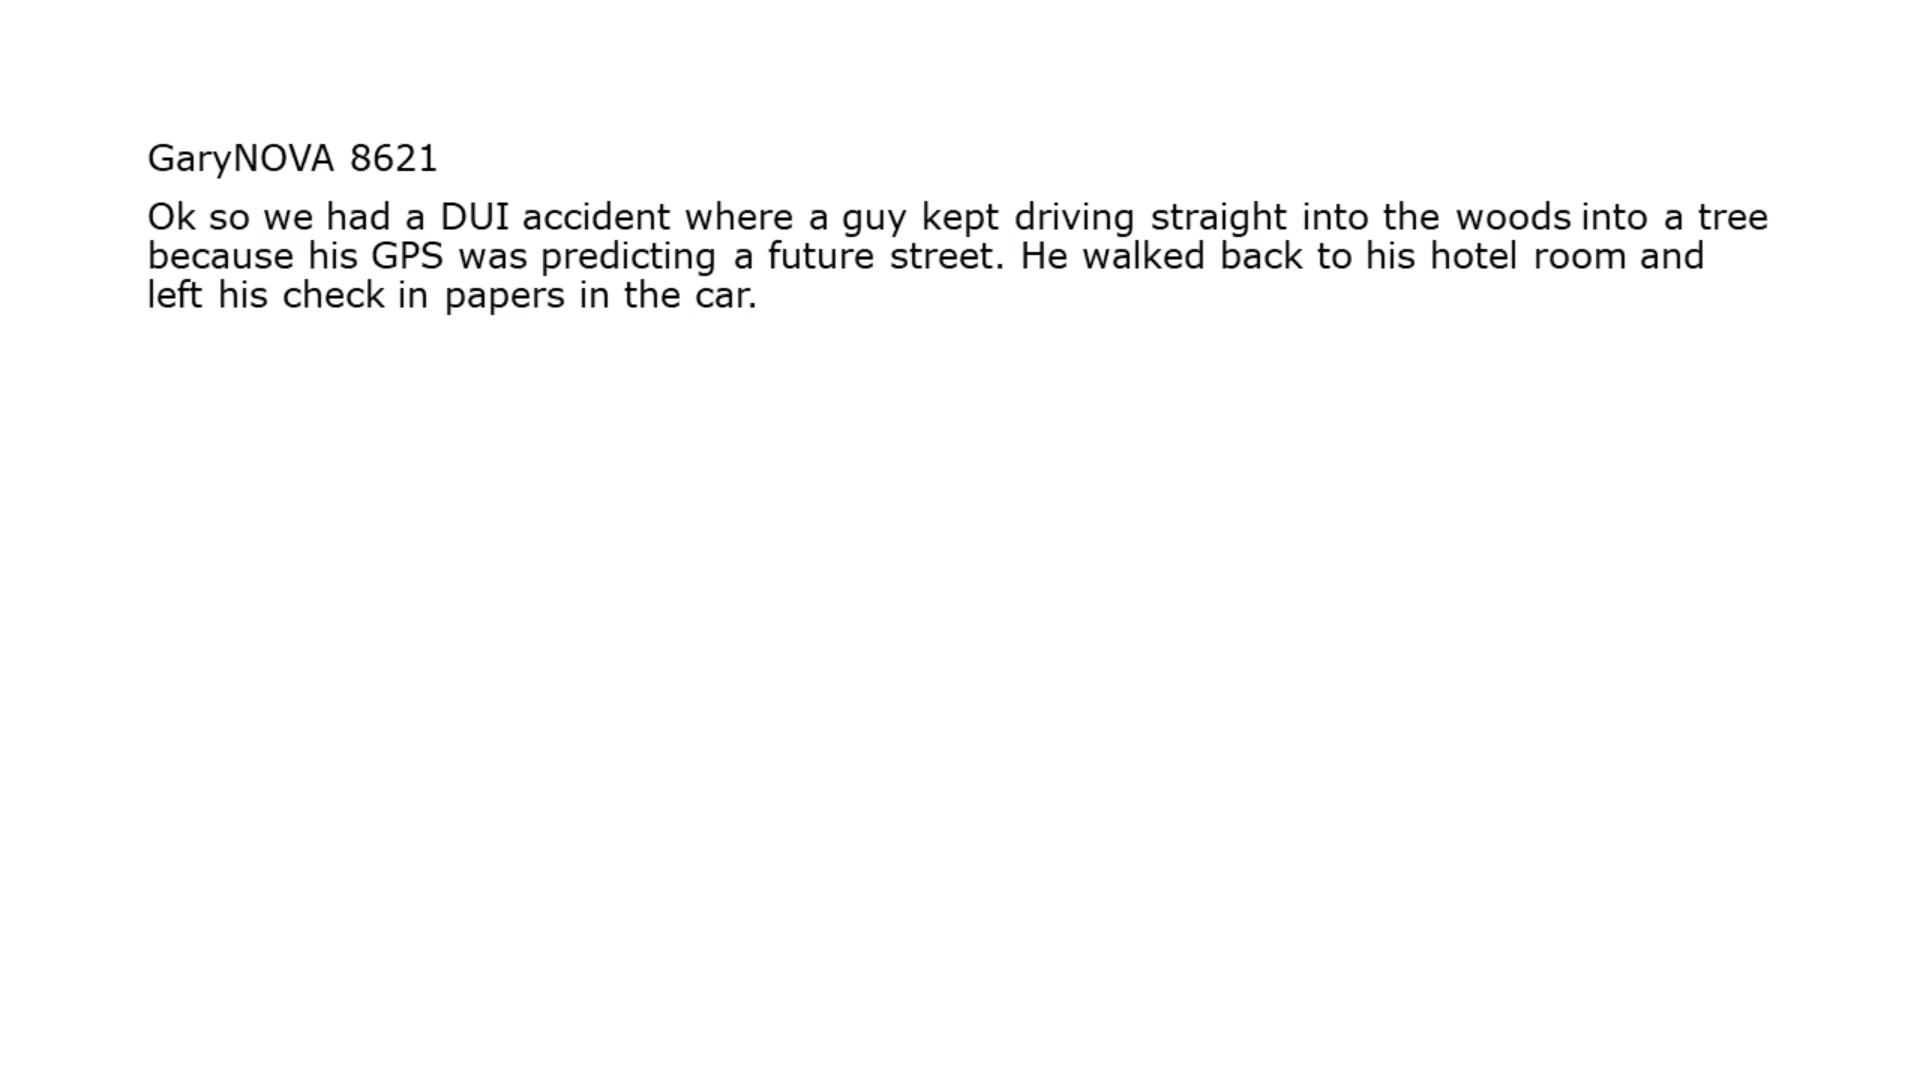 GaryNOVA 8621
Ok so we had a DUI accident where a guy kept driving straight into the woods into a tree
because his GPS was predicting a future street. He walked back to his hotel room and
left his check in papers in the car.